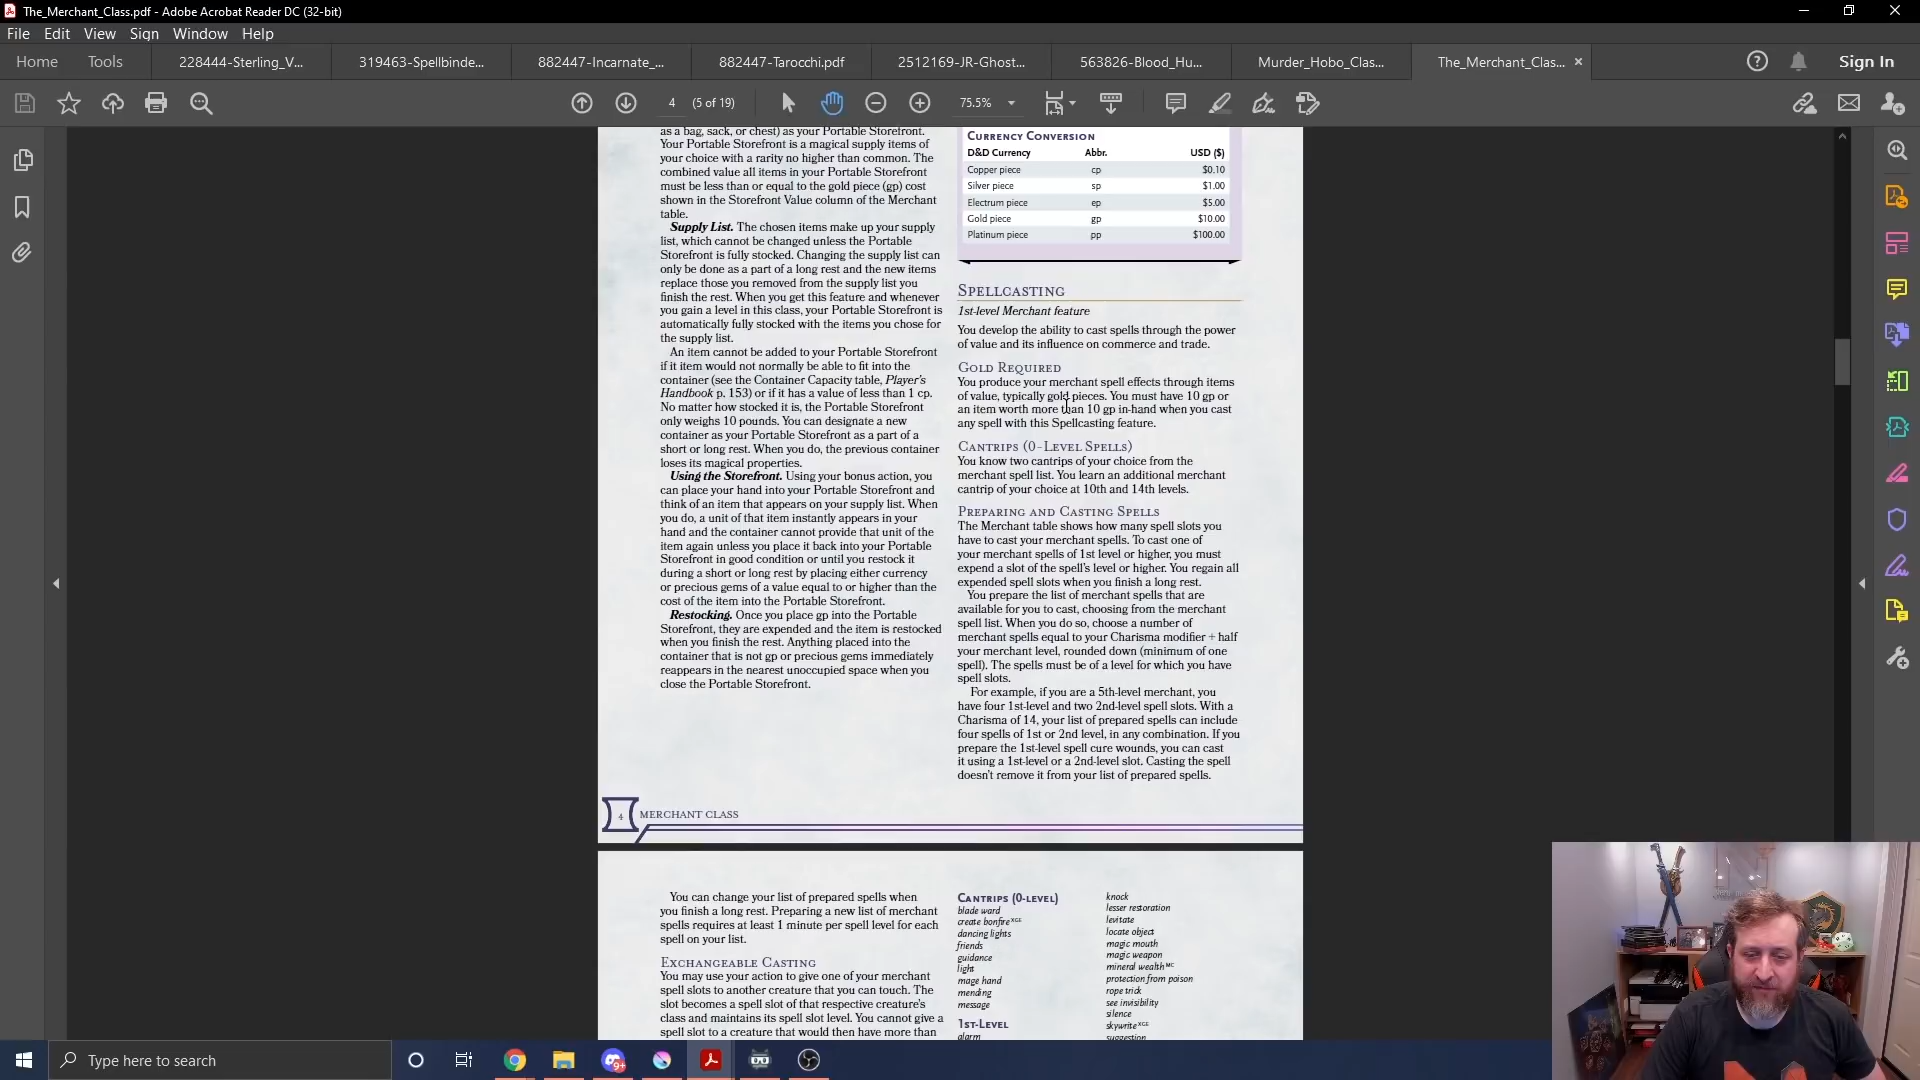 The_Merchant_Class.pdf - Adobe Acrobat Reader DC (32-bit)
File Edit View Sign Window Help
Home Tools 228444-Sterling_V... 319463-Spellbinde... 882447-Incarnate_... 882447-Tarocchi.pdf 2512169-JR-Ghost... 563826-Blood_Hu... Murder_Hobo_Clas... The_Merchant_Clas... × Sign In
4 (5 of 19) 75.5%
as a bag, sack, or chest) as your Portable Storefront.
Your Portable Storefront is a magical supply items of
your choice with a rarity no higher than common. The
combined value all items in your Portable Storefront
must be less than or equal to the gold piece (gp) cost
shown in the Storefront Value column of the Merchant
table.
Supply List. The chosen items make up your supply
list, which cannot be changed unless the Portable
Storefront is fully stocked. Changing the supply list can
only be done as a part of a long rest and the new items
replace those you removed from the supply list you
finish the rest. When you get this feature and whenever
you gain a level in this class, your Portable Storefront is
automatically fully stocked with the items you chose for
the supply list.
An item cannot be added to your Portable Storefront
if it item would not normally be able to fit into the
container (see the Container Capacity table, Player's
Handbook p. 153) or if it has a value of less than 1 cp.
No matter how stocked it is, the Portable Storefront
only weighs 10 pounds. You can designate a new
container as your Portable Storefront as a part of a
short or long rest. When you do, the previous container
loses its magical properties.
Using the Storefront. Using your bonus action, you
can place your hand into your Portable Storefront and
think of an item that appears on your supply list. When
you do, a unit of that item instantly appears in your
hand and the container cannot provide that unit of the
item again unless you place it back into your Portable
Storefront in good condition or until you restock it
during a short or long rest by placing either currency
or precious gems of a value equal to or higher than the
cost of the item into the Portable Storefront.
Restocking. Once you place gp into the Portable
Storefront, they are expended and the item is restocked
when you finish the rest. Anything placed into the
container that is not gp or precious gems immediately
reappears in the nearest unoccupied space when you
close the Portable Storefront.
Currency Conversion
D&D Currency Abbr. USD ($)
Copper piece cp $0.10
Silver piece sp $1.00
Electrum piece ep $5.00
Gold piece gp $10.00
Platinum piece pp $100.00
Spellcasting
1st-level Merchant feature
You develop the ability to cast spells through the power
of value and its influence on commerce and trade.
Gold Required
You produce your merchant spell effects through items
of value, typically gold pieces. You must have 10 gp or
an item worth more than 10 gp in-hand when you cast
any spell with this Spellcasting feature.
Cantrips (0-Level Spells)
You know two cantrips of your choice from the
merchant spell list. You learn an additional merchant
cantrip of your choice at 10th and 14th levels.
Preparing and Casting Spells
The Merchant table shows how many spell slots you
have to cast your merchant spells. To cast one of
your merchant spells of 1st level or higher, you must
expend a slot of the spell's level or higher. You regain all
expended spell slots when you finish a long rest.
You prepare the list of merchant spells that are
available for you to cast, choosing from the merchant
spell list. When you do so, choose a number of
merchant spells equal to your Charisma modifier + half
your merchant level, rounded down (minimum of one
spell). The spells must be of a level for which you have
spell slots.
For example, if you are a 5th-level merchant, you
have four 1st-level and two 2nd-level spell slots. With a
Charisma of 14, your list of prepared spells can include
four spells of 1st or 2nd level, in any combination. If you
prepare the 1st-level spell cure wounds, you can cast
it using a 1st-level or a 2nd-level slot. Casting the spell
doesn't remove it from your list of prepared spells.
4 MERCHANT CLASS
You can change your list of prepared spells when
you finish a long rest. Preparing a new list of merchant
spells requires at least 1 minute per spell level for each
spell on your list.
Exchangeable Casting
You may use your action to give one of your merchant
spell slots to another creature that you can touch. The
slot becomes a spell slot of that respective creature's
class and maintains its spell slot level. You cannot give a
spell slot to a creature that would then have more than
Cantrips (0-level)
blade ward
create bonfire XGE
dancing lights
friends
guidance
light
mage hand
mending
message
1st-Level
alarm
knock
lesser restoration
levitate
locate object
magic mouth
magic weapon
mineral wealth MC
protection from poison
rope trick
see invisibility
silence
skywrite XGE
suggestion
Type here to search
9+